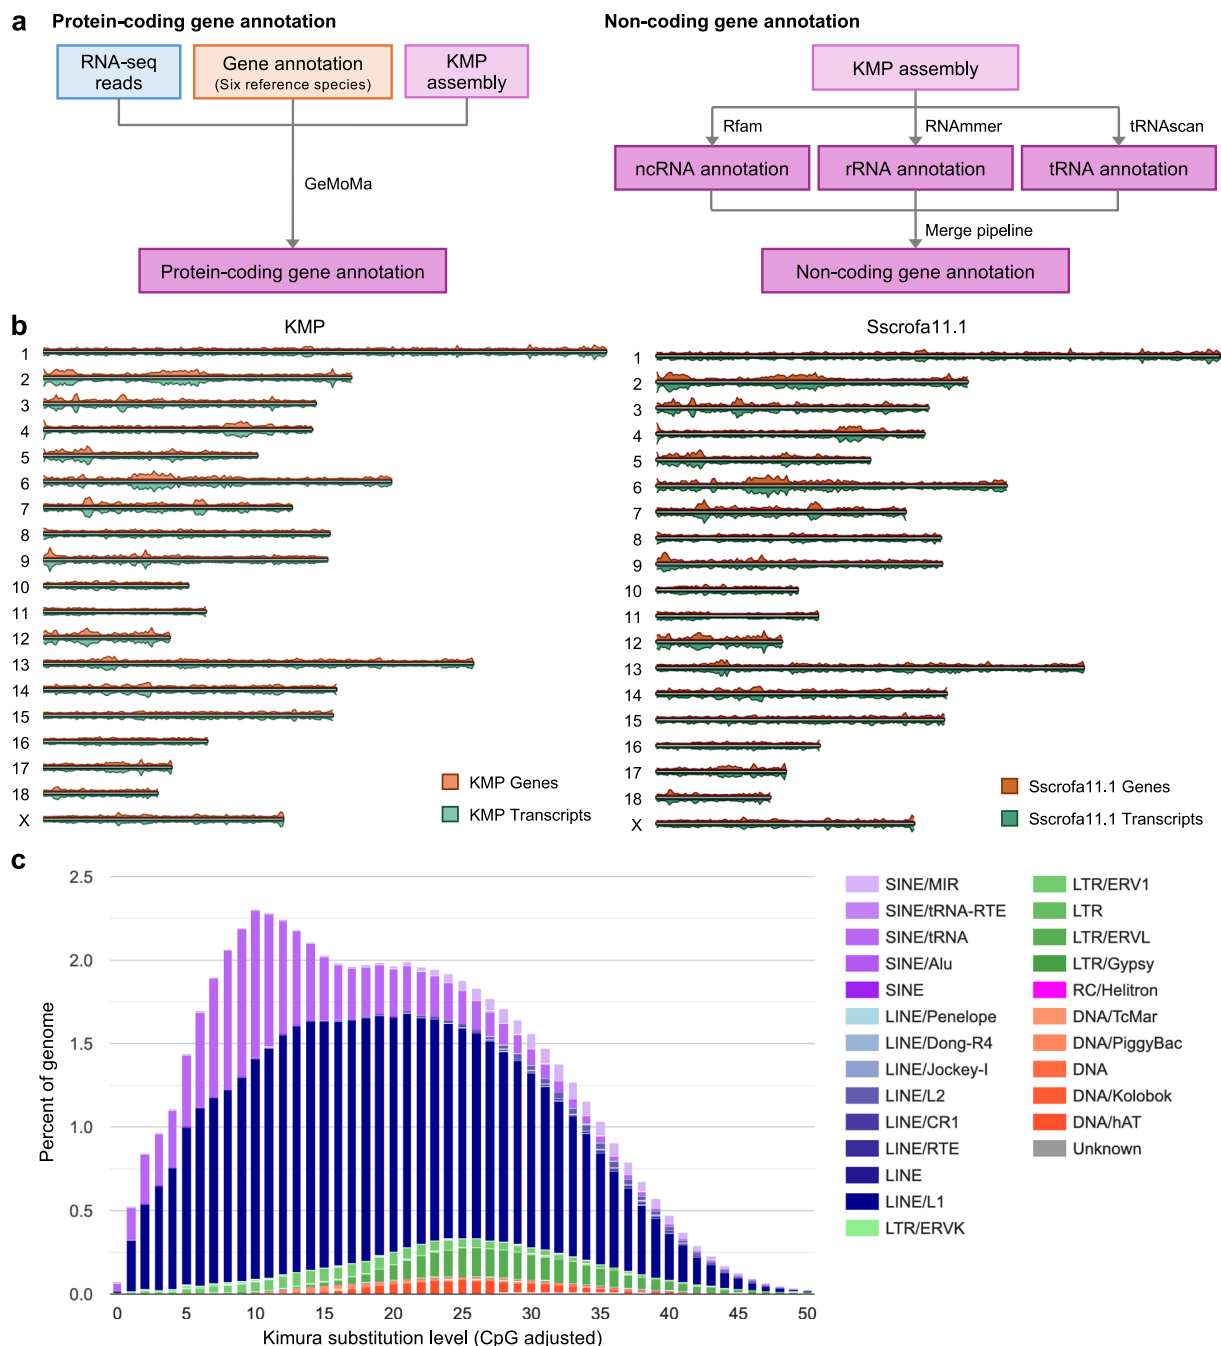 a
Protein-coding gene annotation
RNA-seq
reads
Gene annotation
(Six reference species)
KMP
assembly
GeMoMa
Protein-coding gene annotation
Non-coding gene annotation
KMP assembly
Rfam
RNAmmer
tRNAscan
ncRNA annotation
rRNA annotation
tRNA annotation
Merge pipeline
Non-coding gene annotation
b
KMP
1
2
3
4
5
6
7
8
9
10
11
12
13
14
15
16
17
18
X
KMP Genes
KMP Transcripts
Sscrofa11.1
1
2
3
4
5
6
7
8
9
10
11
12
13
14
15
16
17
18
X
Sscrofa11.1 Genes
Sscrofa11.1 Transcripts
c
Percent of genome
2.5
2.0
1.5
1.0
0.5
0.0
0 5 10 15 20 25 30 35 40 45 50
Kimura substitution level (CpG adjusted)
SINE/MIR
SINE/tRNA-RTE
SINE/tRNA
SINE/Alu
SINE
LINE/Penelope
LINE/Dong-R4
LINE/Jockey-I
LINE/L2
LINE/CR1
LINE/RTE
LINE
LINE/L1
LTR/ERVK
LTR/ERV1
LTR
LTR/ERVL
LTR/Gypsy
RC/Helitron
DNA/TcMar
DNA/PiggyBac
DNA
DNA/Kolobok
DNA/hAT
Unknown